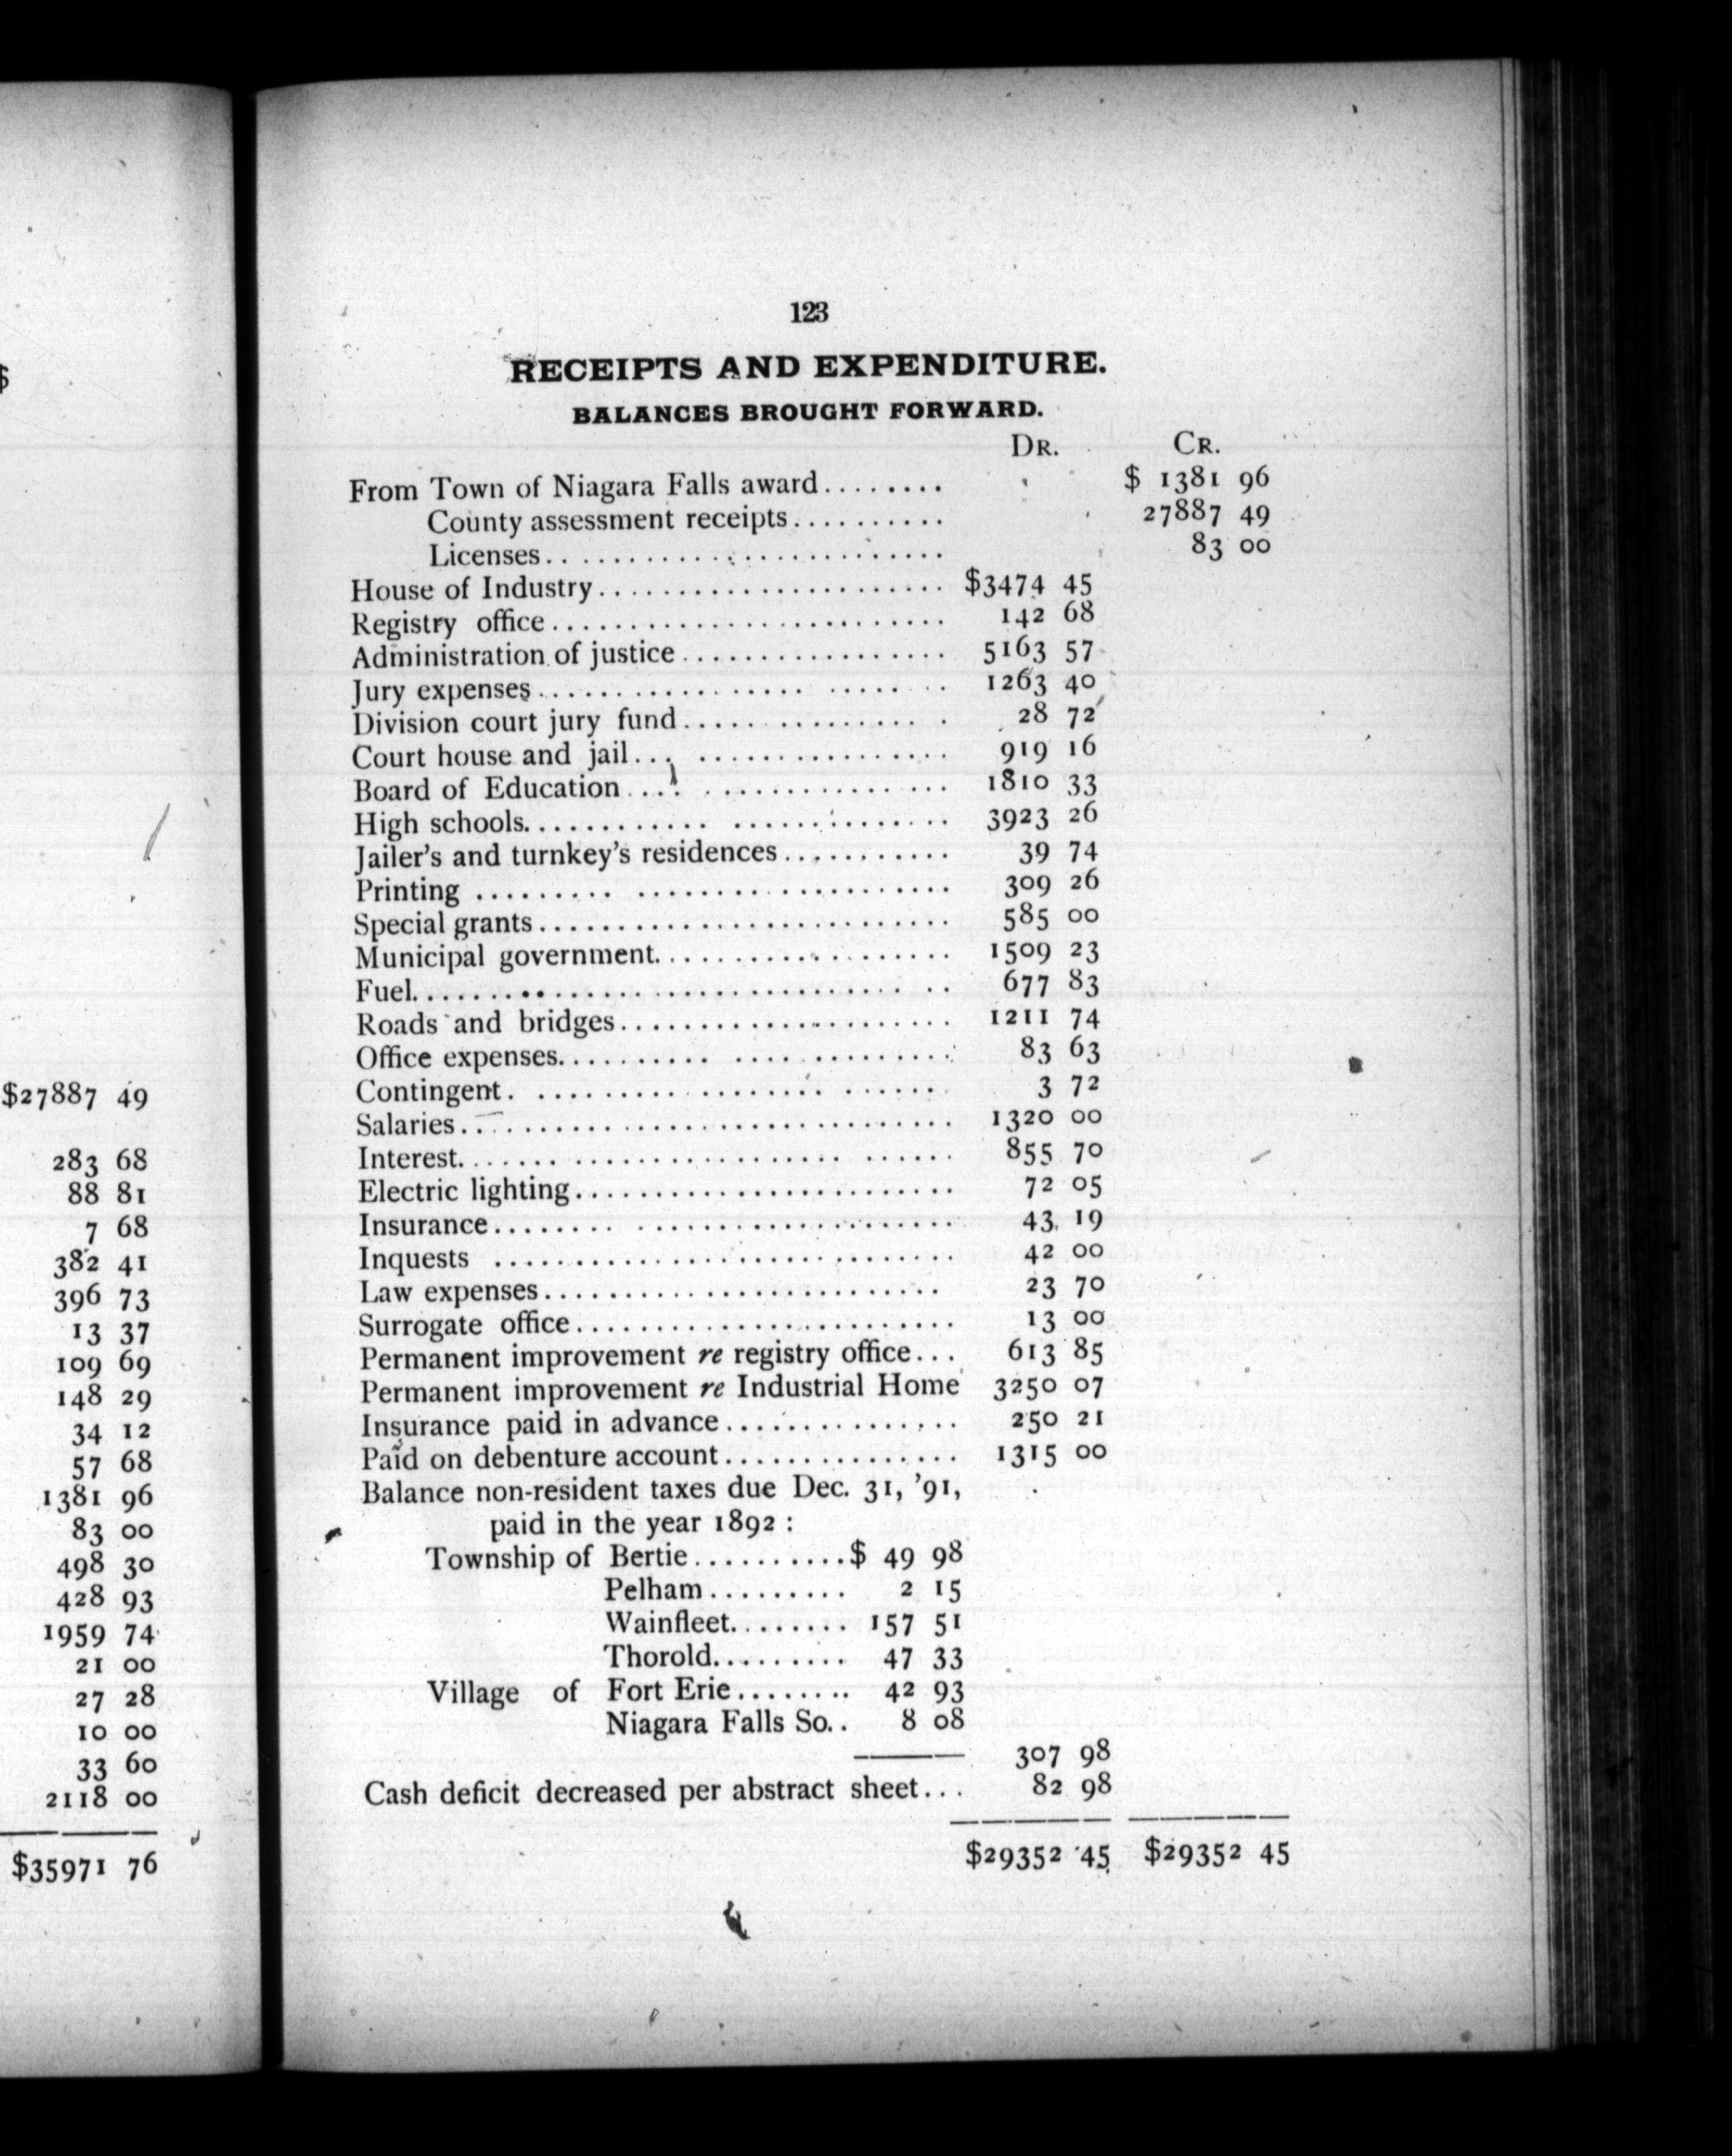 $
$27887 49
283 68
88 81
7 68
382 41
396 73
13 37
109 69
148 29
34 12
57 68
1381 96
83 00
498 30
428 93
1959 74
21 00
27 28
10 00
33 60
2118 00
$35971 76
123
RECEIPTS AND EXPENDITURE.
BALANCES BROUGHT FORWARD.
DR. CR.
From Town of Niagara Falls award........ $ 1381 96
County assessment receipts.......... 27887 49
Licenses......................... 83 00
House of Industry...................... $3474 45
Registry office......................... 142 68
Administration of justice................. 5163 57
Jury expenses......................... 1263 40
Division court jury fund................. 28 72
Court house and jail... ................ 919 16
Board of Education.... ............... 1810 33
High schools............ .............. 3923 26
Jailer's and turnkey's residences........... 39 74
Printing ......... ................... 309 26
Special grants.......................... 585 00
Municipal government................... 1509 23
Fuel................................. 677 83
Roads and bridges..................... 1211 74
Office expenses.......... .... .......... 83 63
Contingent. ......................... 3 72
Salaries............................... 1320 00
Interest....... ................. ...... 855 70
Electric lighting........................ 72 05
Insurance........ .................... 43 19
Inquests ............................. 42 00
Law expenses......................... 23 70
Surrogate office........................ 13 00
Permanent improvement re registry office... 613 85
Permanent improvement re Industrial Home 3250 07
Insurance paid in advance............... 250 21
Paid on debenture account............... 1315 00
Balance non-resident taxes due Dec. 31, '91,
paid in the year 1892 :
Township of Bertie..........$ 49 98
Pelham......... 2 15
Wainfleet........ 157 51
Thorold......... 47 33
Village of Fort Erie........ 42 93
Niagara Falls So.. 8 08
307 98
Cash deficit decreased per abstract sheet... 82 98
$29352 45 $29352 45